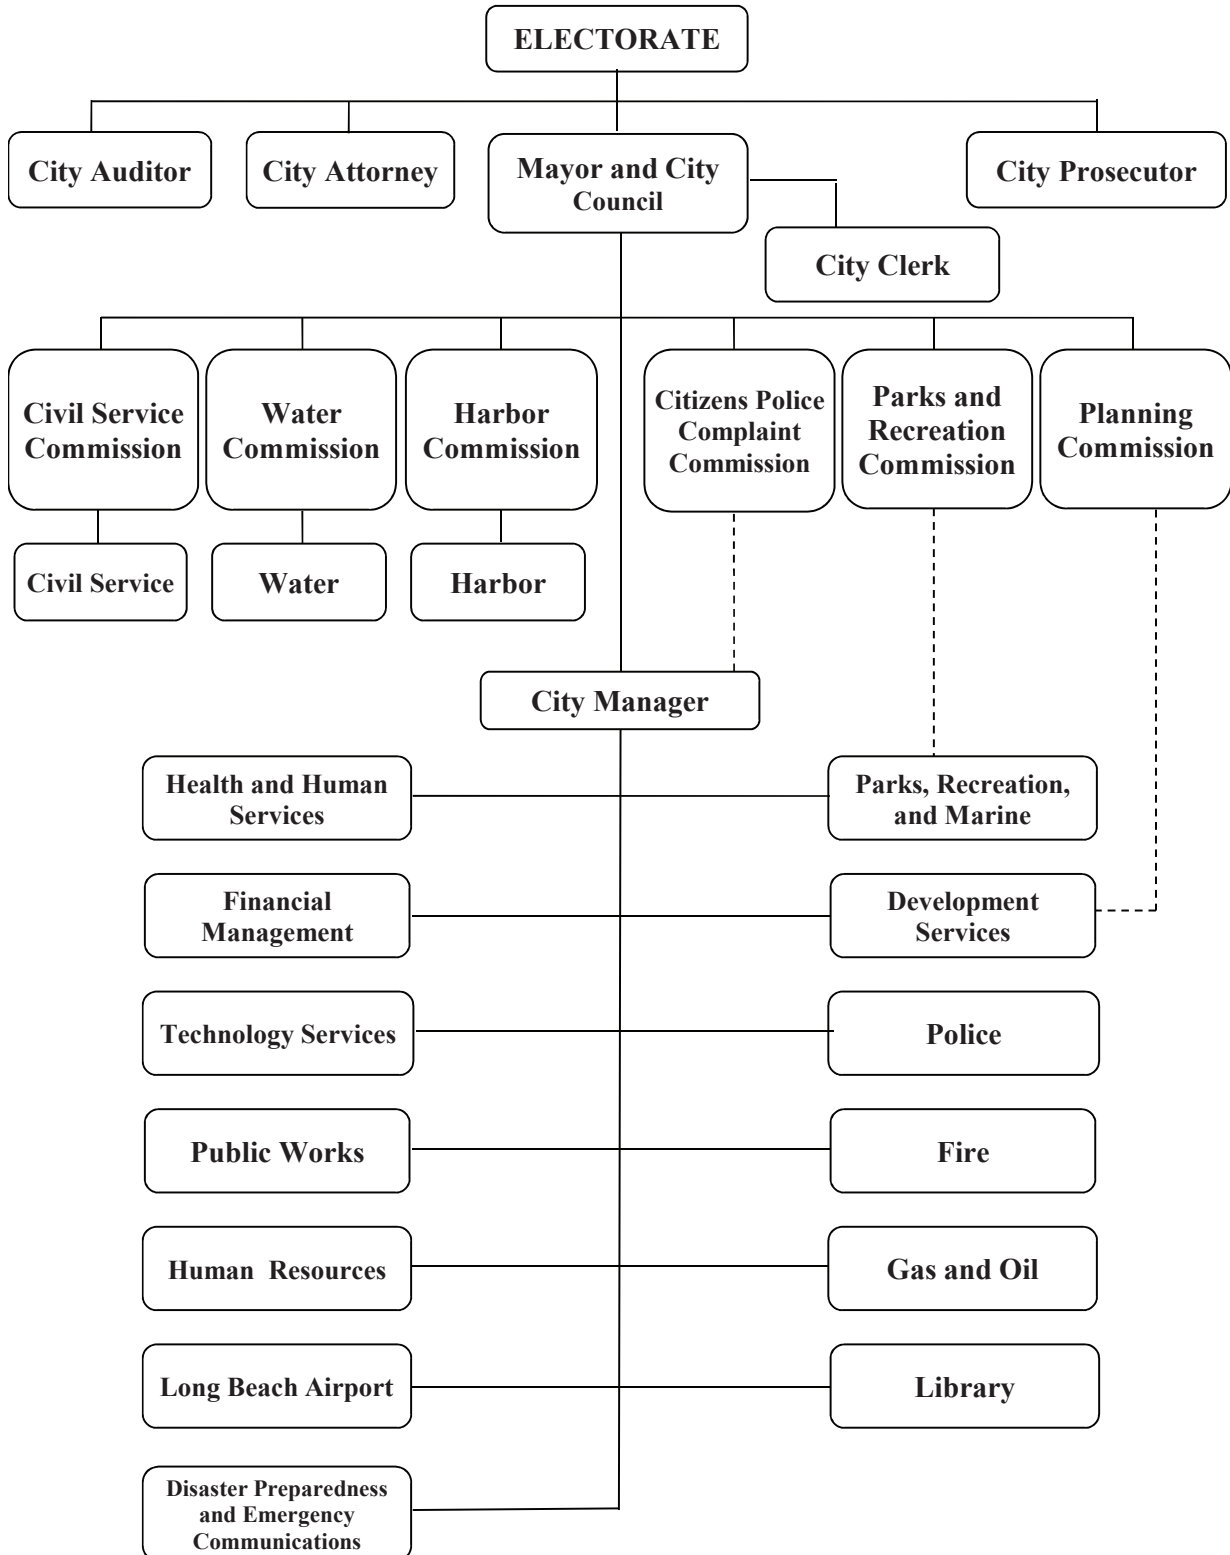 ELECTORATE
City Auditor
City Attorney
Mayor and City
Council
City Prosecutor
City Clerk
Civil Service
Commission
Water
Commission
Harbor
Commission
Citizens Police
Complaint
Commission
Parks and
Recreation
Commission
Planning
Commission
Civil Service
Water
Harbor
City Manager
Health and Human
Services
Parks, Recreation,
and Marine
Financial
Management
Development
Services
Technology Services
Police
Public Works
Fire
Human Resources
Gas and Oil
Long Beach Airport
Library
Disaster Preparedness
and Emergency
Communications